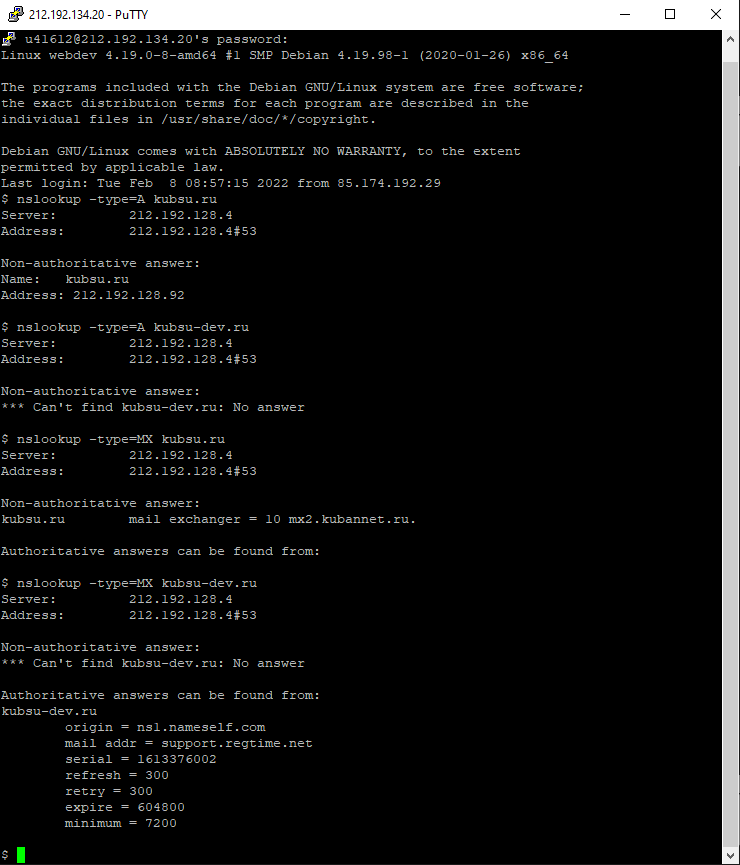 212.192.134.20 - PuTTY
u41612@212.192.134.20's password:
Linux webdev 4.19.0-8-amd64 #1 SMP Debian 4.19.98-1 (2020-01-26) x86_64
The programs included with the Debian GNU/Linux system are free software;
the exact distribution terms for each program are described in the
individual files in /usr/share/doc/*/copyright.
Debian GNU/Linux comes with ABSOLUTELY NO WARRANTY, to the extent
permitted by applicable law.
Last login: Tue Feb  8 08:57:15 2022 from 85.174.192.29
$ nslookup -type=A kubsu.ru
Server:         212.192.128.4
Address:        212.192.128.4#53
Non-authoritative answer:
Name:   kubsu.ru
Address: 212.192.128.92
$ nslookup -type=A kubsu-dev.ru
Server:         212.192.128.4
Address:        212.192.128.4#53
Non-authoritative answer:
*** Can't find kubsu-dev.ru: No answer
$ nslookup -type=MX kubsu.ru
Server:         212.192.128.4
Address:        212.192.128.4#53
Non-authoritative answer:
kubsu.ru        mail exchanger = 10 mx2.kubannet.ru.
Authoritative answers can be found from:
$ nslookup -type=MX kubsu-dev.ru
Server:         212.192.128.4
Address:        212.192.128.4#53
Non-authoritative answer:
*** Can't find kubsu-dev.ru: No answer
Authoritative answers can be found from:
kubsu-dev.ru
        origin = ns1.nameself.com
        mail addr = support.regtime.net
        serial = 1613376002
        refresh = 300
        retry = 300
        expire = 604800
        minimum = 7200
$